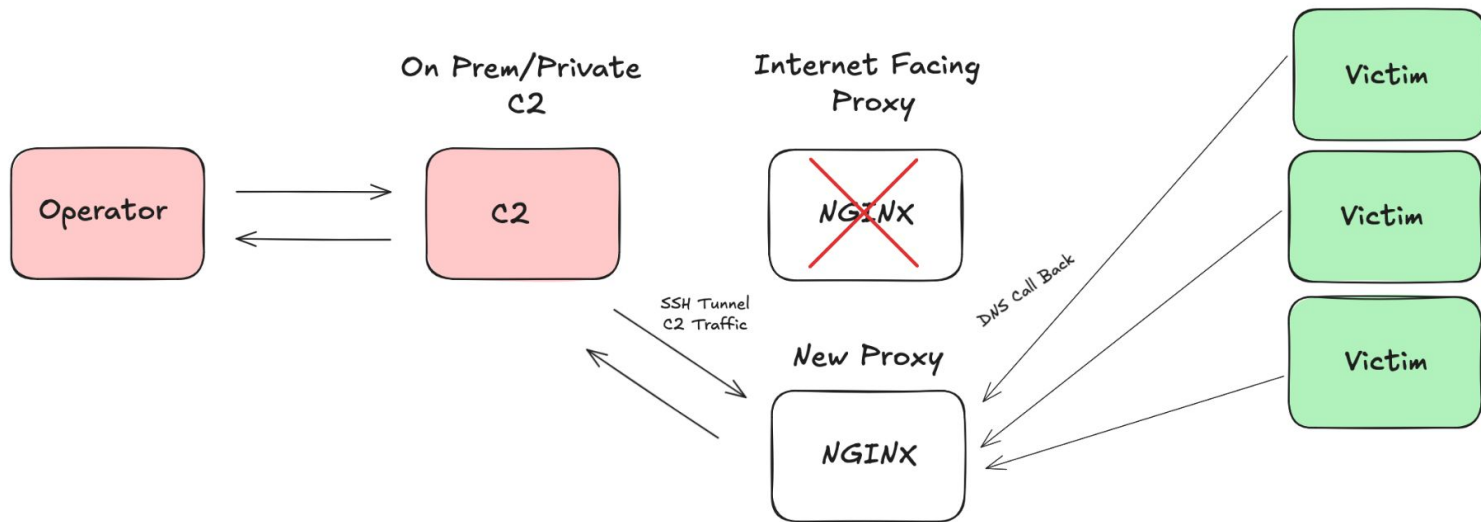 On Prem/Private
C2
Internet Facing
Proxy
Operator
C2
NGINX
Victim
Victim
Victim
SSH Tunnel
C2 Traffic
DNS Call Back
New Proxy
NGINX